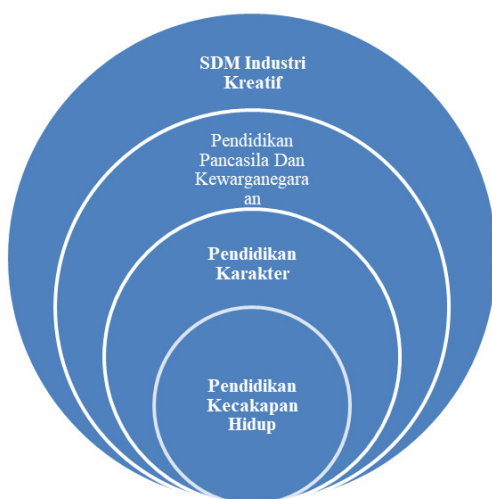 SDM Industri
Kreatif
Pendidikan
Pancasila Dan
Kewarganegara
an
Pendidikan
Karakter
Pendidikan
Kecakapan
Hidup